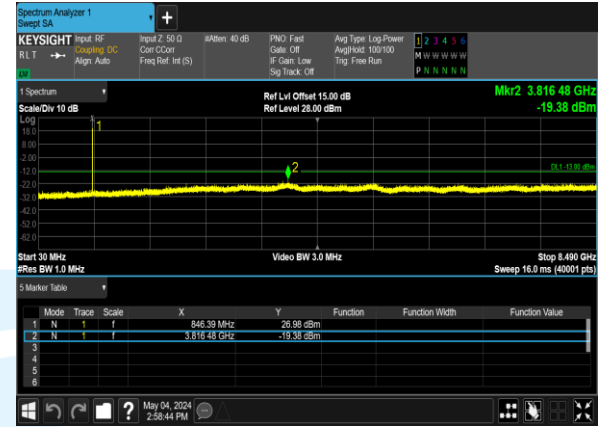 Spectrum Analyzer 1
Swept SA
KEYSIGHT Input: RF Input Z: 50 Ω #Atten: 40 dB PNO: Fast Avg Type: Log-Power 1 2 3 4 5 6
RLT Coupling: DC Corr CCorr Gate: Off Avg|Hold: 100/100 M W W W W W
Align: Auto Freq Ref: Int (S) IF Gain: Low Trig: Free Run P N N N N N
LW Sig Track: Off
1 Spectrum Ref Lvl Offset 15.00 dB Mkr2 3.816 48 GHz
Scale/Div 10 dB Ref Level 28.00 dBm -19.38 dBm
Log
18.0
8.00
-2.00
-12.0
-22.0
-32.0
-42.0
-52.0
-62.0
1
2
DL1 -13.00 dBm
Start 30 MHz Video BW 3.0 MHz Stop 8.490 GHz
#Res BW 1.0 MHz Sweep 16.0 ms (40001 pts)
5 Marker Table
Mode Trace Scale X Y Function Function Width Function Value
1 N 1 f 846.39 MHz 26.98 dBm
2 N 1 f 3.816 48 GHz -19.38 dBm
3
4
5
6
? May 04, 2024
2:58:44 PM